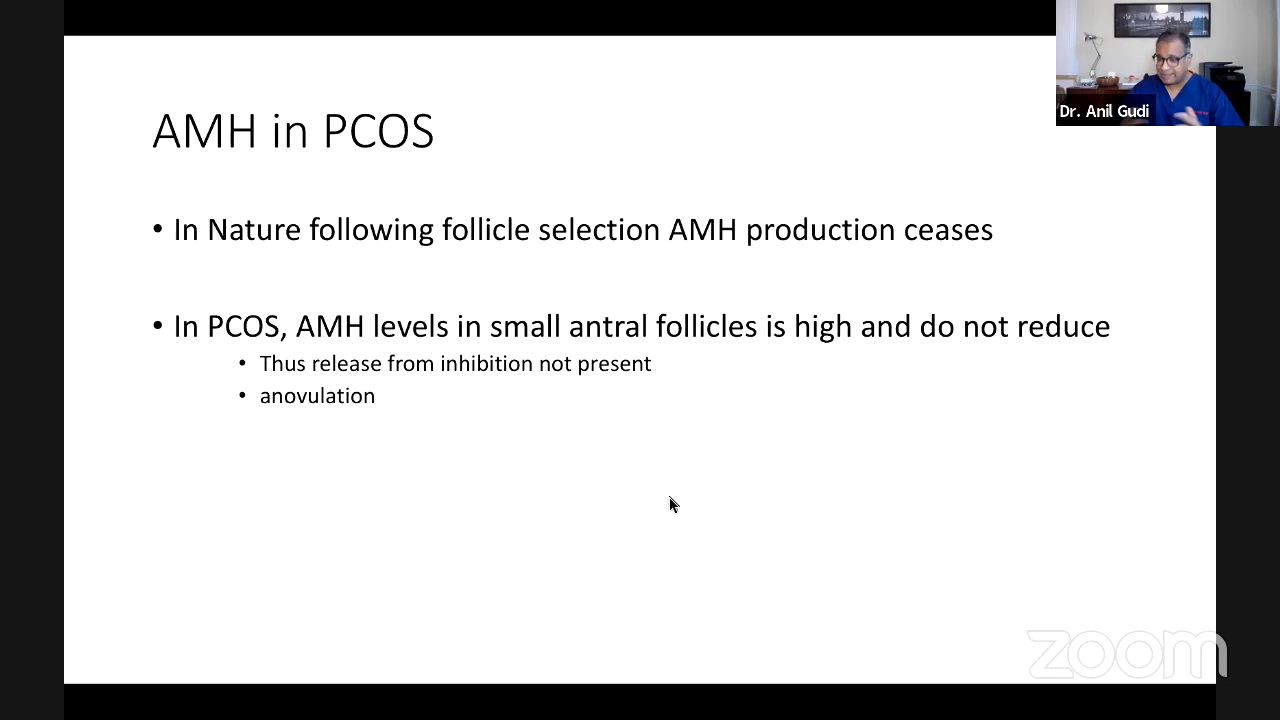 Dr. Anil Gudi
AMH in PCOS
• In Nature following follicle selection AMH production ceases
• In PCOS, AMH levels in small antral follicles is high and do not reduce
• Thus release from inhibition not present
• anovulation
zoom